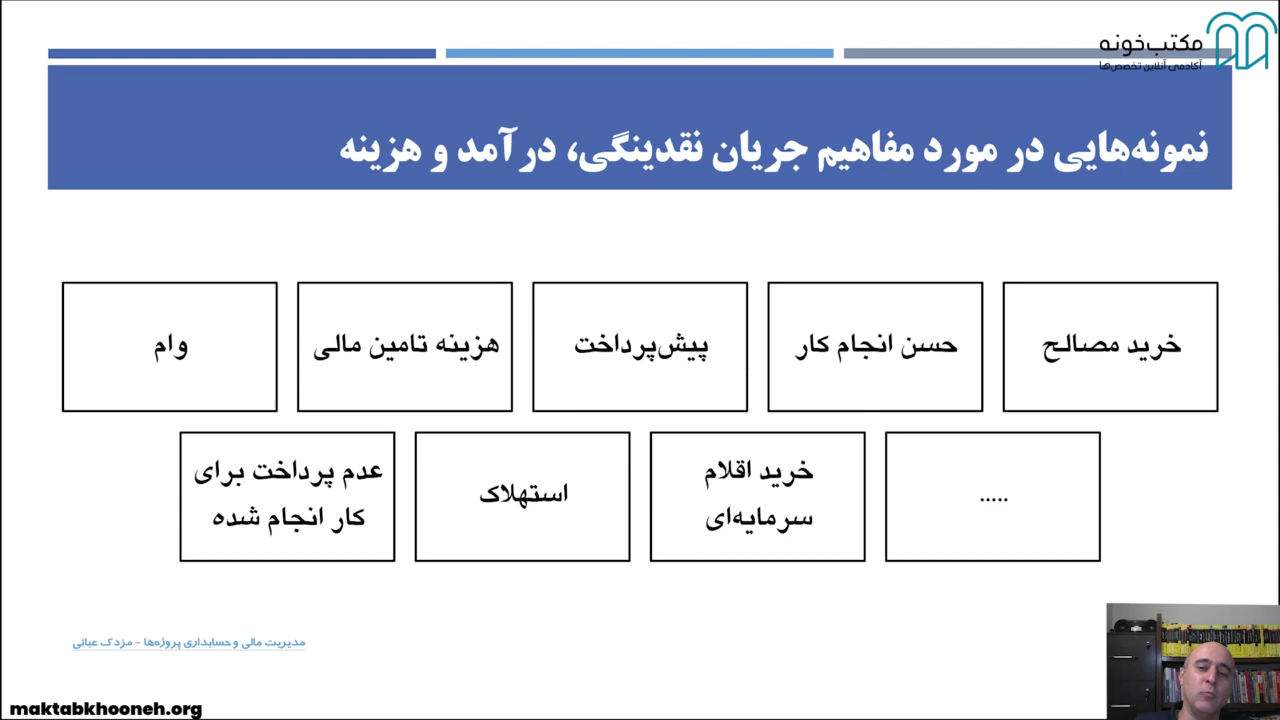 مکتب‌خونه
آکادمی آنلاین تخصص‌ها
نمونه‌هایی در مورد مفاهیم جریان نقدینگی، درآمد و هزینه
خرید مصالح
حسن انجام کار
پیش‌پرداخت
هزینه تامین مالی
وام
.....
خرید اقلام
سرمایه‌ای
استهلاک
عدم پرداخت برای
کار انجام شده
مدیریت مالی و حسابداری پروژه‌ها – مزدک عبائی
maktabkhooneh.org